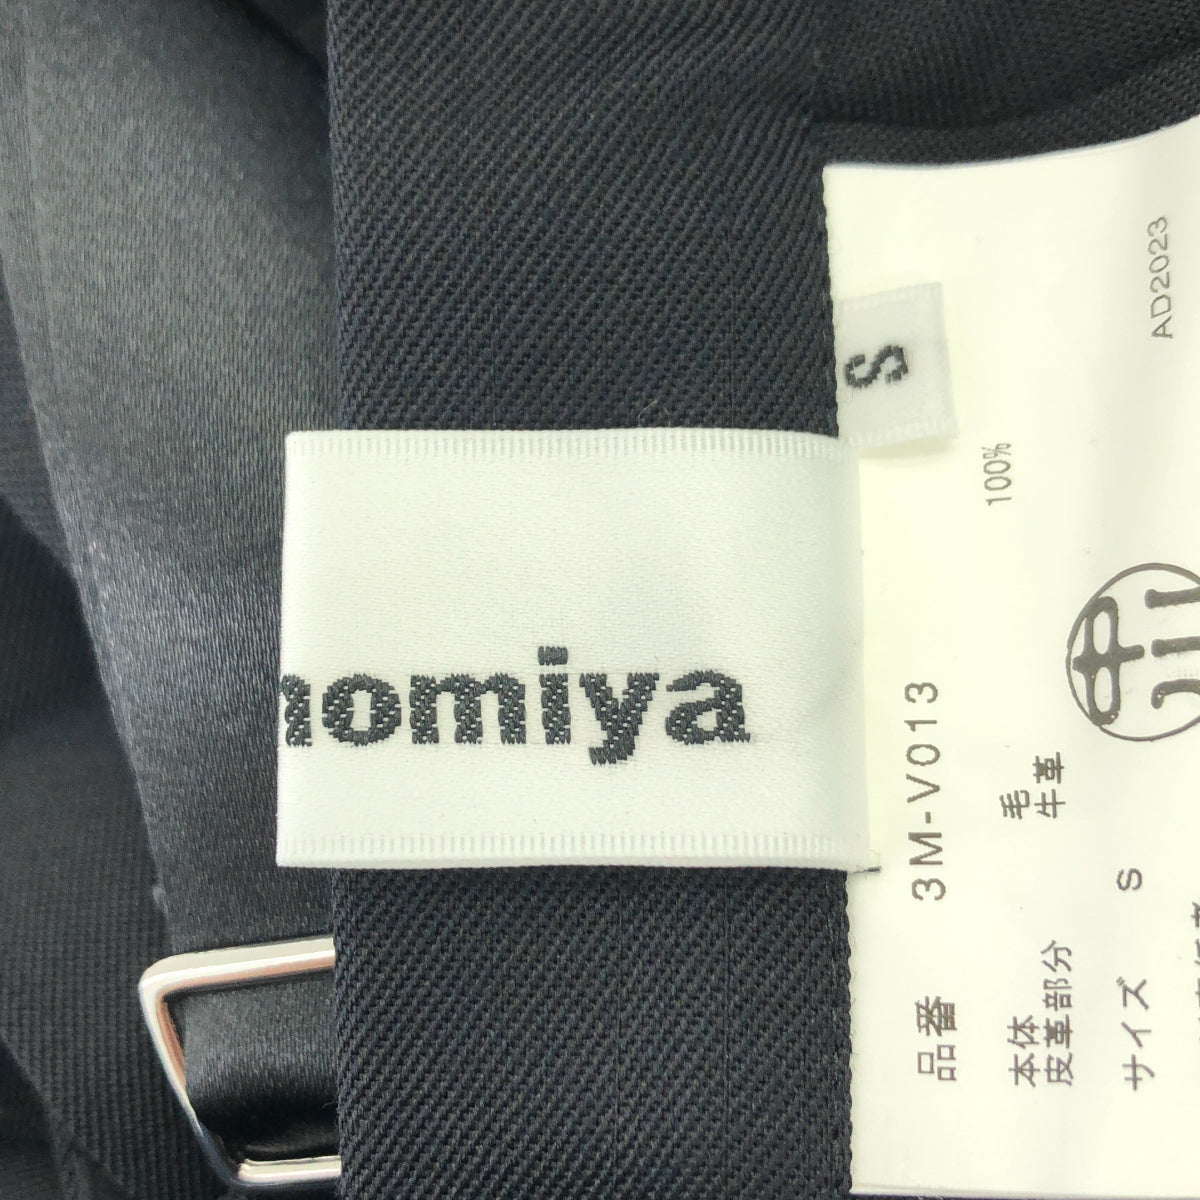 nomiya
S
品番 3M-V013
本体 毛 100%
皮革部分 牛革
サイズ S
AD2023